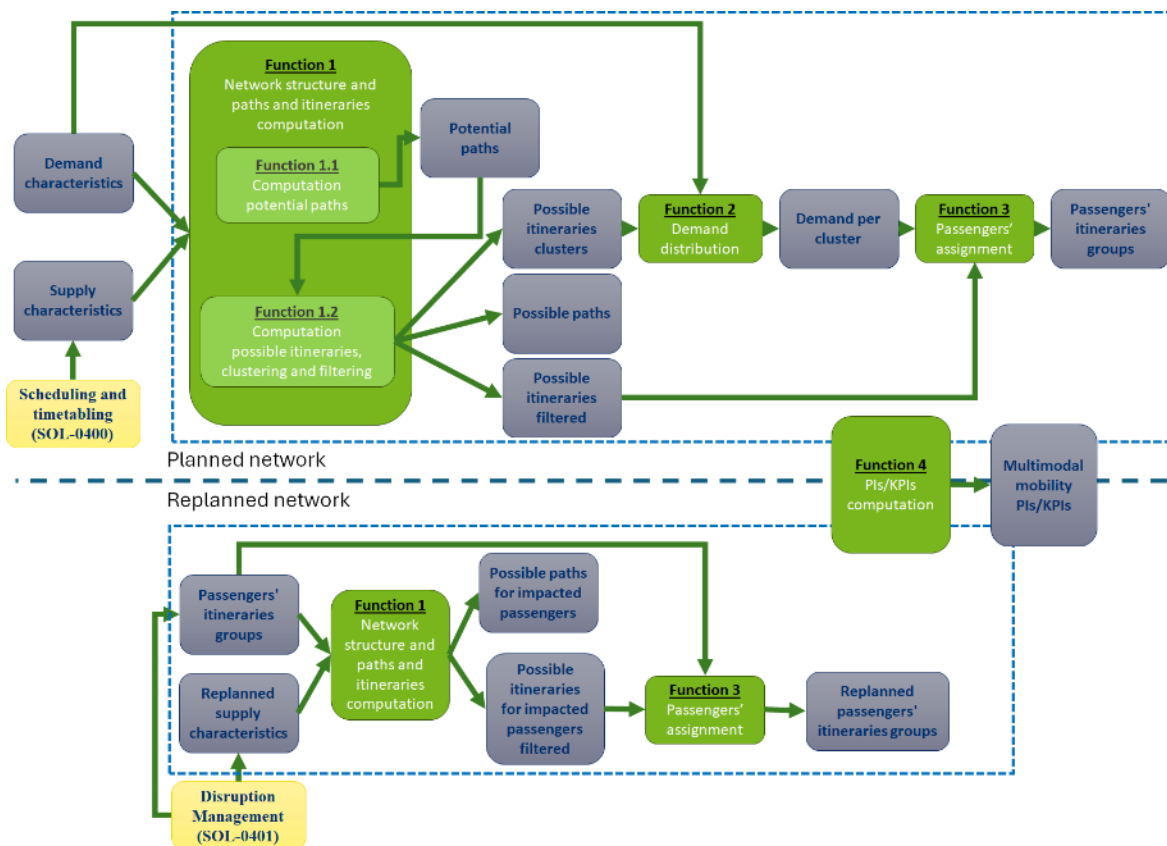 Function 1
Network structure and
paths and itineraries
computation
Potential
paths
Demand
characteristics
Function 1.1
Computation
potential paths
Possible
itineraries
clusters
Function 2
Demand
distribution
Demand per
cluster
Function 3
Passengers'
assignment
Passengers'
itineraries
groups
Supply
characteristics
Function 1.2
Computation
possible itineraries,
clustering and filtering
Possible paths
Possible
itineraries
filtered
Scheduling and
timetabling
(SOL-0400)
Planned network
Replanned network
Function 4
PIs/KPIs
computation
Multimodal
mobility
PIs/KPIs
Passengers'
itineraries
groups
Function 1
Network
structure and
paths and
itineraries
computation
Possible paths
for impacted
passengers
Replanned
supply
characteristics
Possible
itineraries
for impacted
passengers
filtered
Function 3
Passengers'
assignment
Replanned
passengers'
itineraries groups
Disruption
Management
(SOL-0401)